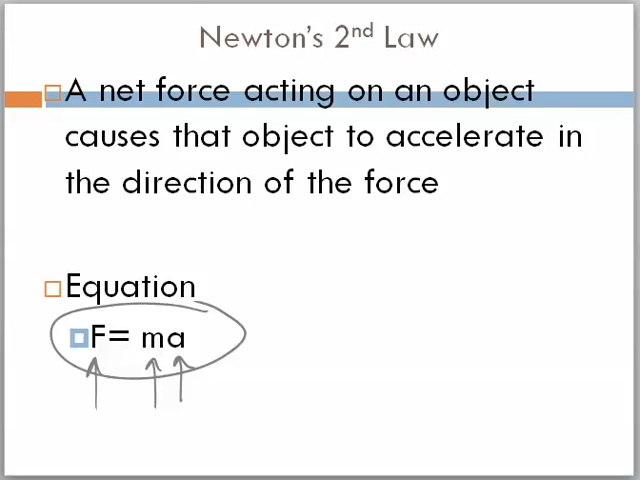 Newton's 2nd Law
A net force acting on an object
causes that object to accelerate in
the direction of the force
Equation
F= ma